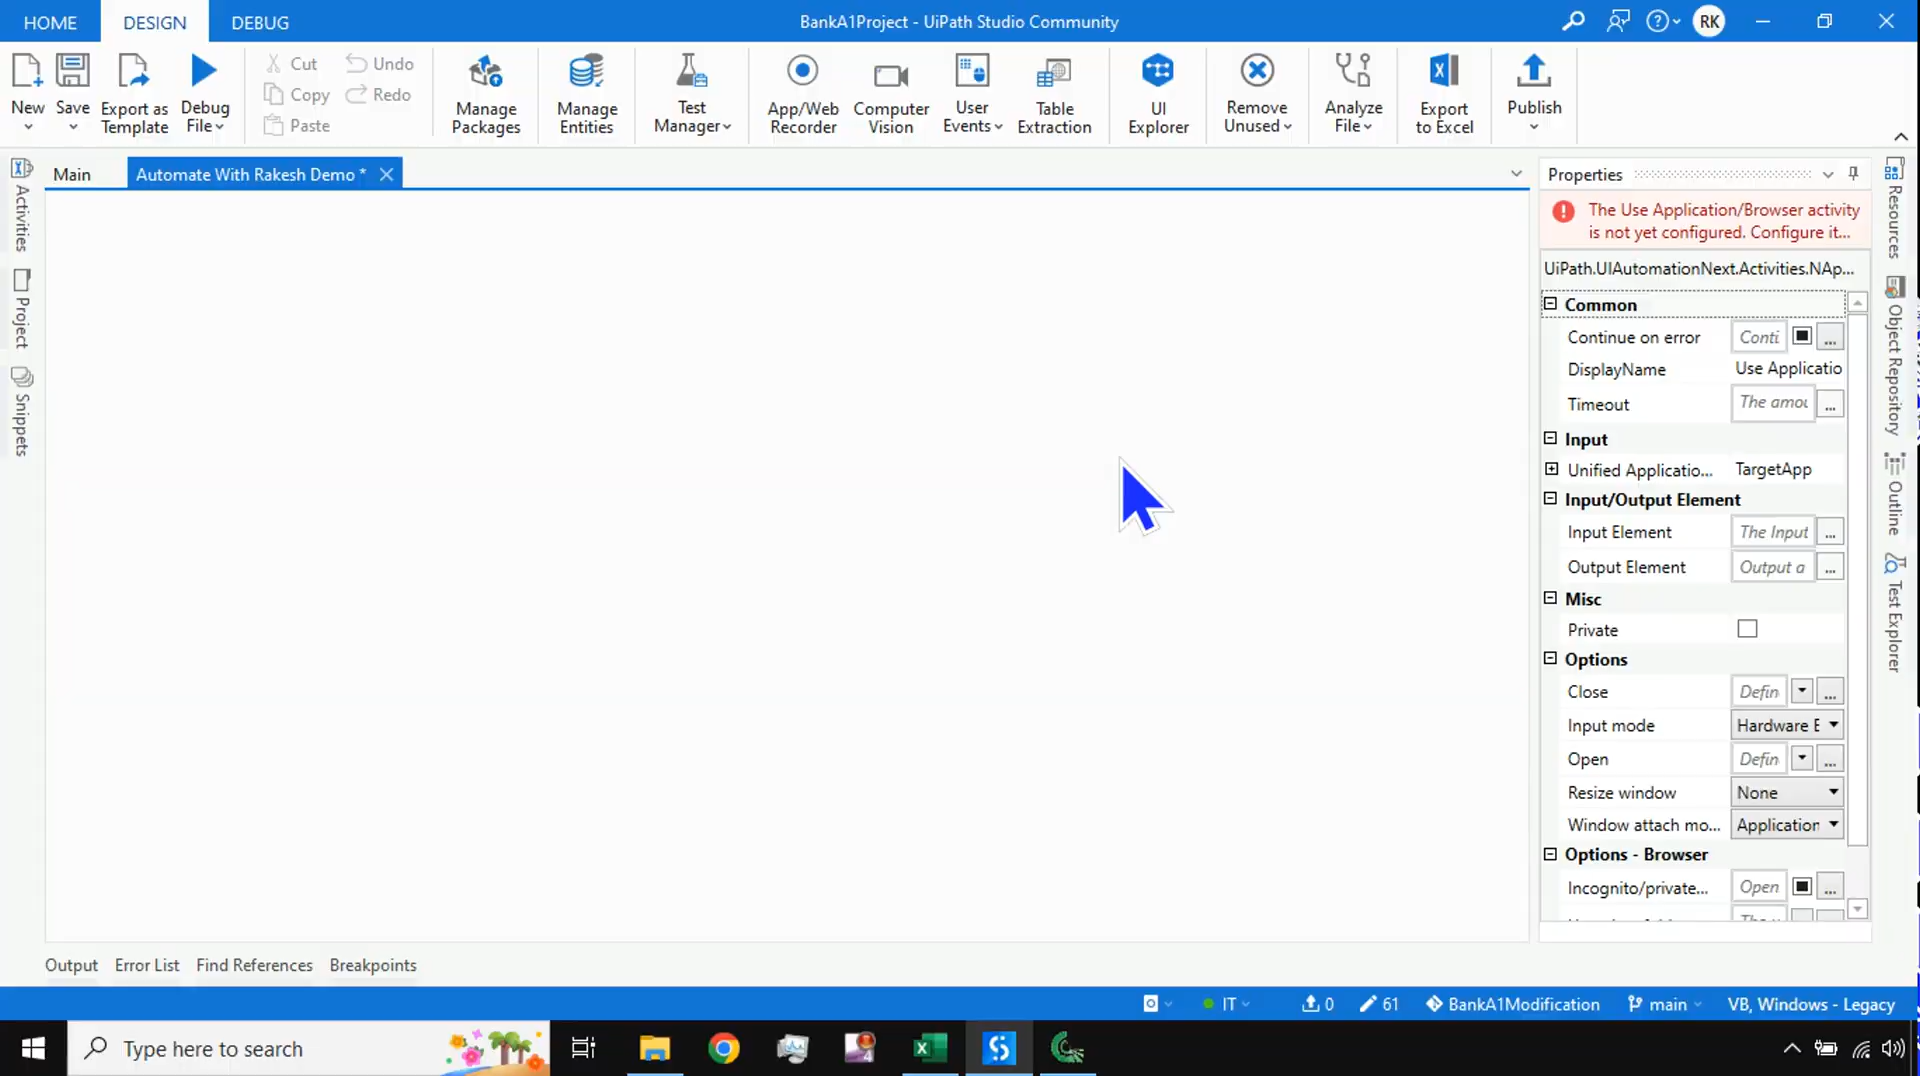 HOME
DESIGN
DEBUG
BankA1Project - UiPath Studio Community
RK
New
Save
Export as
Template
Debug
File
Cut
Copy
Paste
Undo
Redo
Manage
Packages
Manage
Entities
Test
Manager
App/Web
Recorder
Computer
Vision
User
Events
Table
Extraction
UI
Explorer
Remove
Unused
Analyze
File
Export
to Excel
Publish
Main
Automate With Rakesh Demo *
Activities
Project
Snippets
Properties
The Use Application/Browser activity
is not yet configured. Configure it...
UiPath.UIAutomationNext.Activities.NAp...
Common
Continue on error Conti ...
DisplayName Use Applicatio
Timeout The amou ...
Input
Unified Applicatio... TargetApp
Input/Output Element
Input Element The Input ...
Output Element Output a ...
Misc
Private
Options
Close Defin ...
Input mode Hardware E
Open Defin ...
Resize window None
Window attach mo... Application
Options - Browser
Incognito/private... Open ...
Resources
Object Repository
Outline
Test Explorer
Output
Error List
Find References
Breakpoints
IT
0
61
BankA1Modification
main
VB, Windows - Legacy
Type here to search